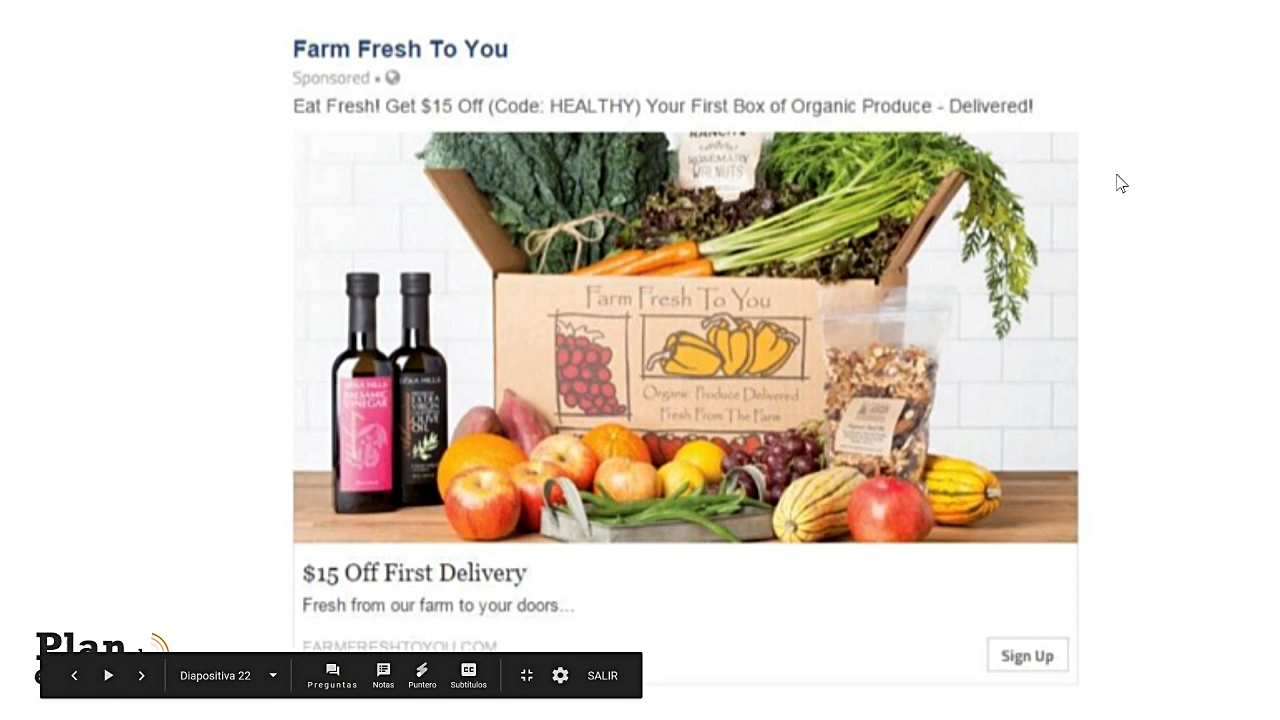 Farm Fresh To You
Sponsored
Eat Fresh! Get $15 Off (Code: HEALTHY) Your First Box of Organic Produce - Delivered!
ROSEMARY
WALNUTS
Farm Fresh To You
Organic Produce Delivered
Fresh From The Farm
BALSAMIC
VINEGAR
EXTRA
VIRGIN
OLIVE
OIL
$15 Off First Delivery
Fresh from our farm to your doors...
FARMFRESHTOYOU.COM
Sign Up
Plan
Diapositiva 22
Preguntas
Notas
Puntero
CC
Subtítulos
SALIR